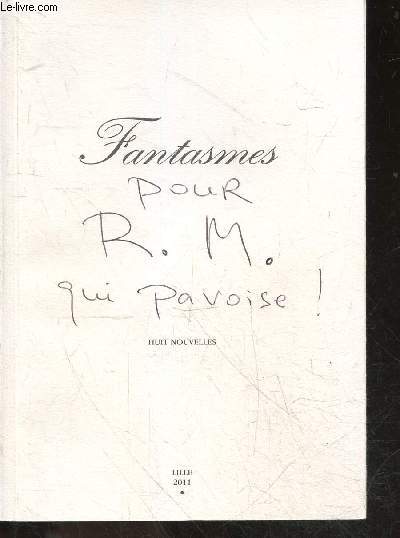 Le-livre.com
Fantasmes
pour
R. M.
qui pavoise !
HUIT NOUVELLES
LILLE
2011